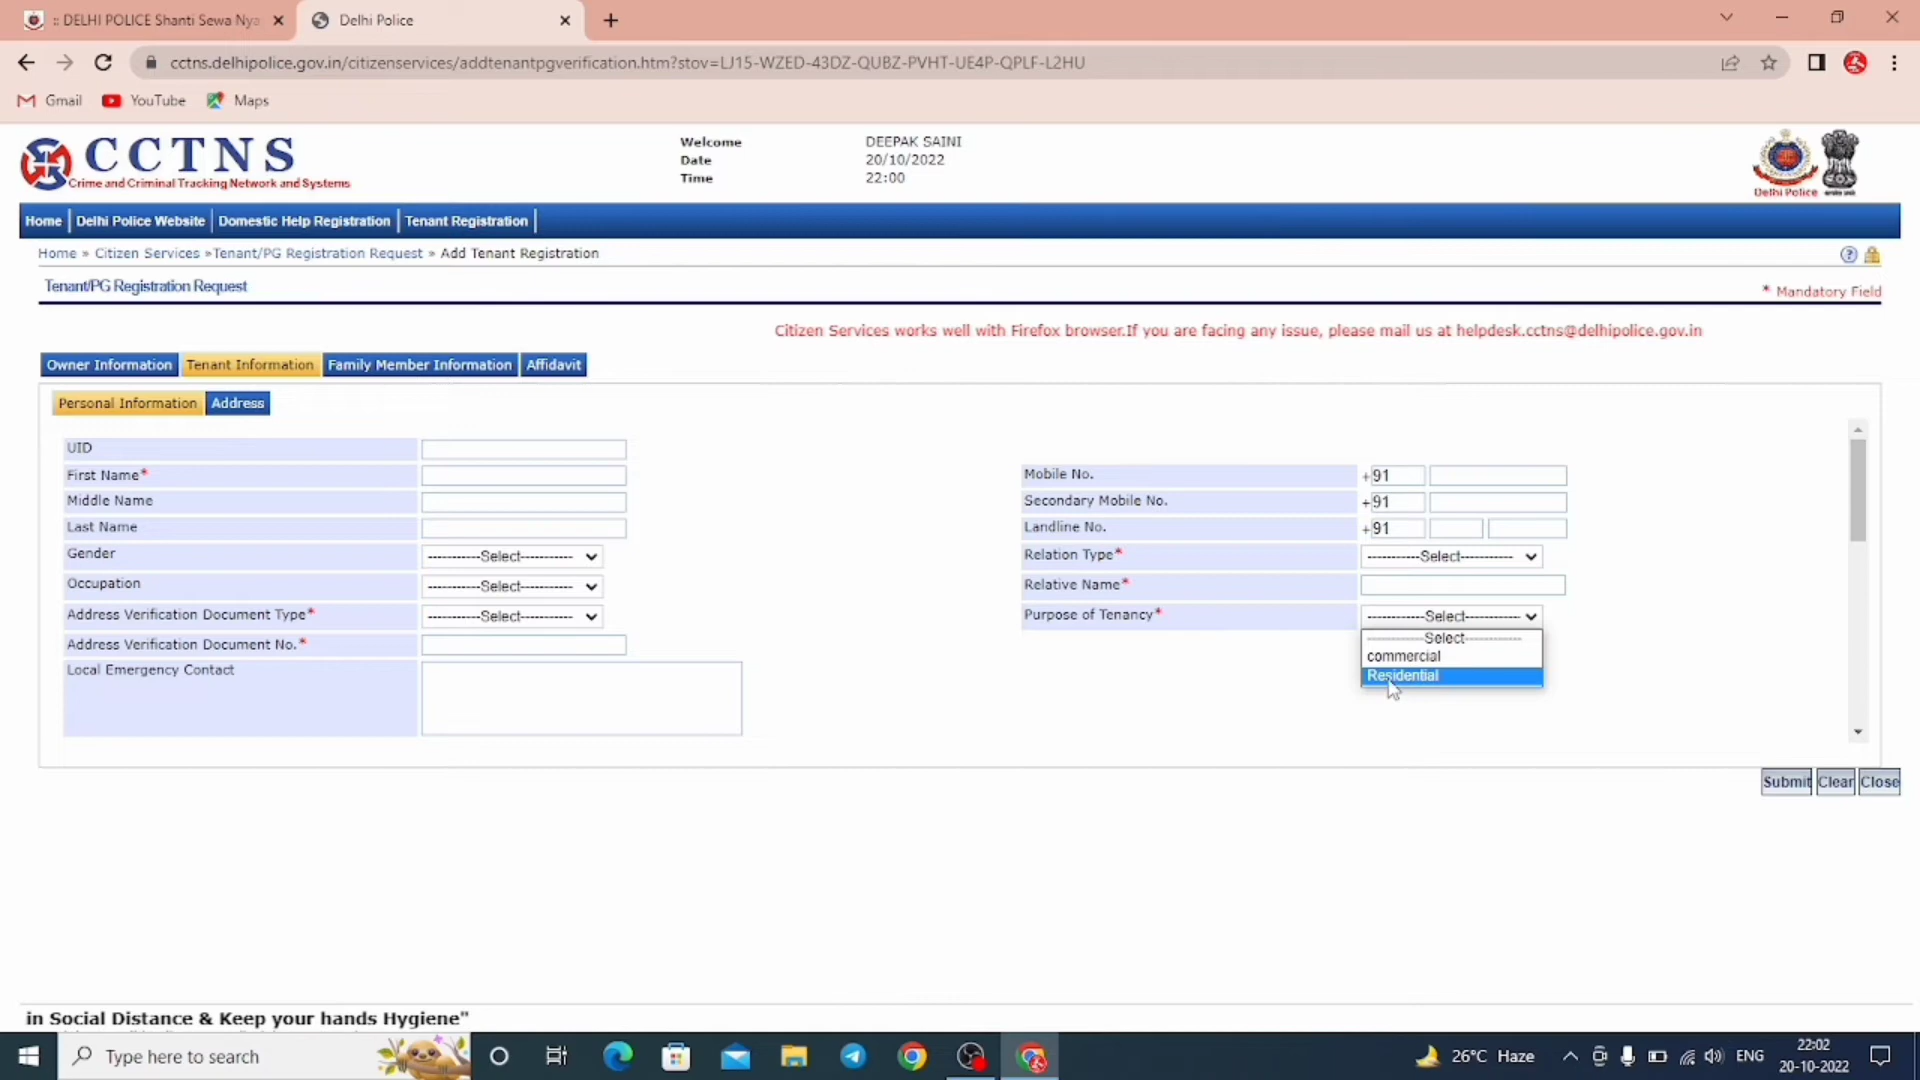 :: DELHI POLICE Shanti Sewa Nya
Delhi Police
cctns.delhipolice.gov.in/citizenservices/addtenantpgverification.htm?stov=LJ15-WZED-43DZ-QUBZ-PVHT-UE4P-QPLF-L2HU
Gmail YouTube Maps
CCTNS
Crime and Criminal Tracking Network and Systems
Welcome DEEPAK SAINI
Date 20/10/2022
Time 22:00
Delhi Police
Home Delhi Police Website Domestic Help Registration Tenant Registration
Home » Citizen Services »Tenant/PG Registration Request » Add Tenant Registration
Tenant/PG Registration Request
* Mandatory Field
Citizen Services works well with Firefox browser.If you are facing any issue, please mail us at helpdesk.cctns@delhipolice.gov.in
Owner Information Tenant Information Family Member Information Affidavit
Personal Information Address
UID
First Name*
Middle Name
Last Name
Gender -----------Select-----------
Occupation -----------Select-----------
Address Verification Document Type* -----------Select-----------
Address Verification Document No.*
Local Emergency Contact
Mobile No. +91
Secondary Mobile No. +91
Landline No. +91
Relation Type* -----------Select-----------
Relative Name*
Purpose of Tenancy* ------------Select------------
------------Select------------
commercial
Residential
Submit Clear Close
in Social Distance & Keep your hands Hygiene"
Type here to search
26°C Haze
ENG
22:02
20-10-2022